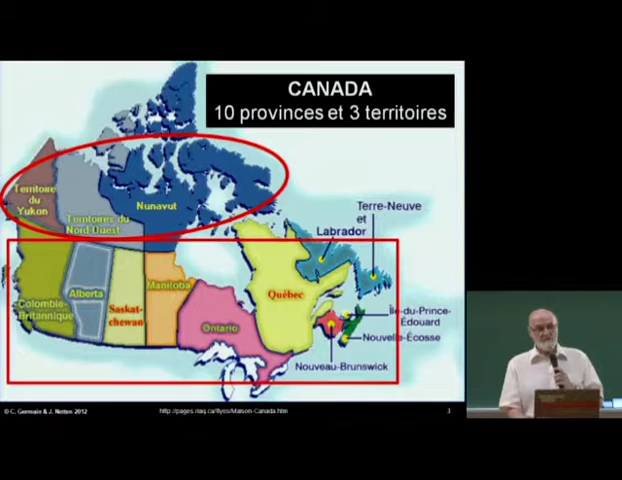 CANADA
10 provinces et 3 territoires
Territoire
du
Yukon
Territoires du
Nord-Ouest
Nunavut
Terre-Neuve
et
Labrador
Colombie-
Britannique
Alberta
Saskat-
chewan
Manitoba
Ontario
Québec
Île-du-Prince-
Édouard
Nouvelle-Écosse
Nouveau-Brunswick
© C. Germain & J. Netten 2012
3